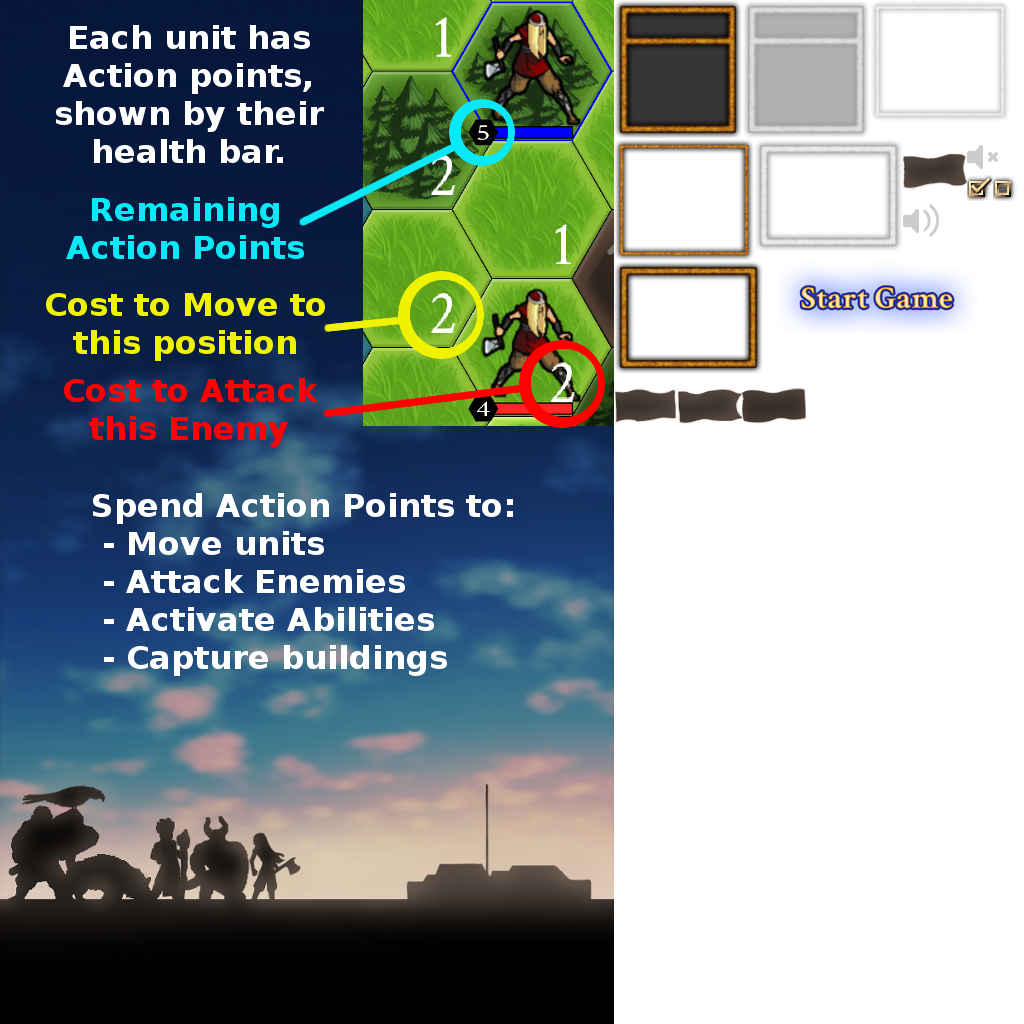 Each unit has
Action points,
shown by their
health bar.
Remaining
Action Points
Cost to Move to
this position
Cost to Attack
this Enemy
1
5
2
1
2
2
4
Start Game
Spend Action Points to:
- Move units
- Attack Enemies
- Activate Abilities
- Capture buildings